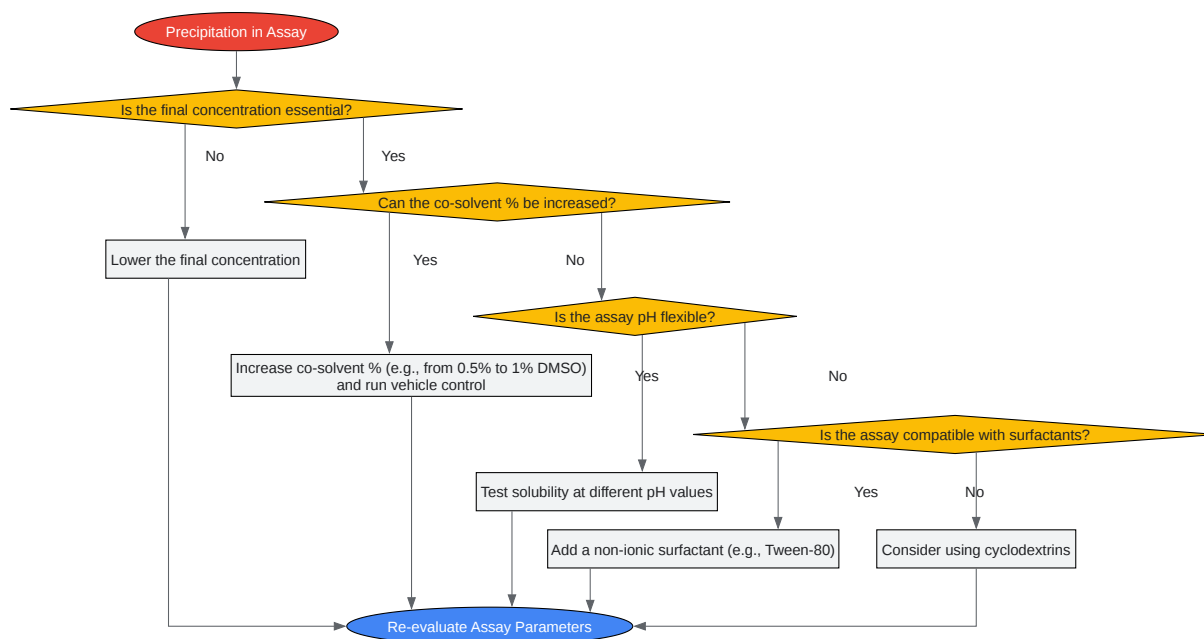 Precipitation in Assay
Is the final concentration essential?
No
Yes
Can the co-solvent % be increased?
Lower the final concentration
Yes
No
Is the assay pH flexible?
Increase co-solvent % (e.g., from 0.5% to 1% DMSO)
and run vehicle control
Yes
No
Is the assay compatible with surfactants?
Test solubility at different pH values
Yes
No
Add a non-ionic surfactant (e.g., Tween-80)
Consider using cyclodextrins
Re-evaluate Assay Parameters